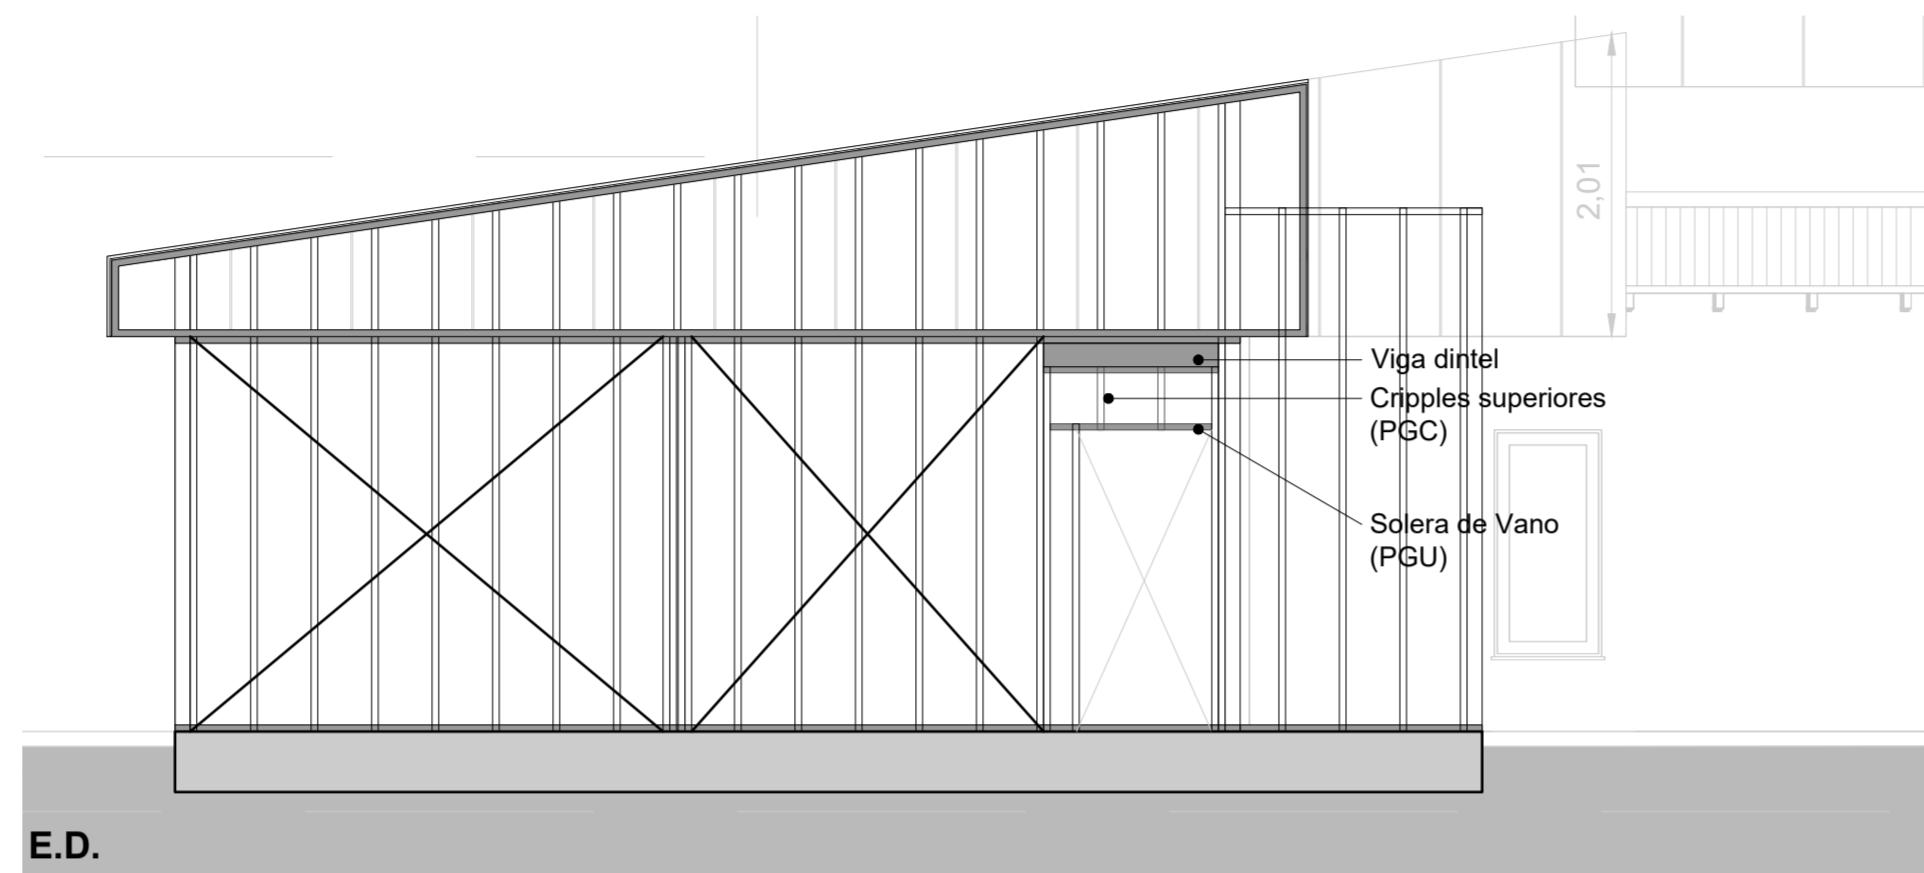 2,01
Viga dintel
Cripples superiores
(PGC)
Solera de Vano
(PGU)
E.D.